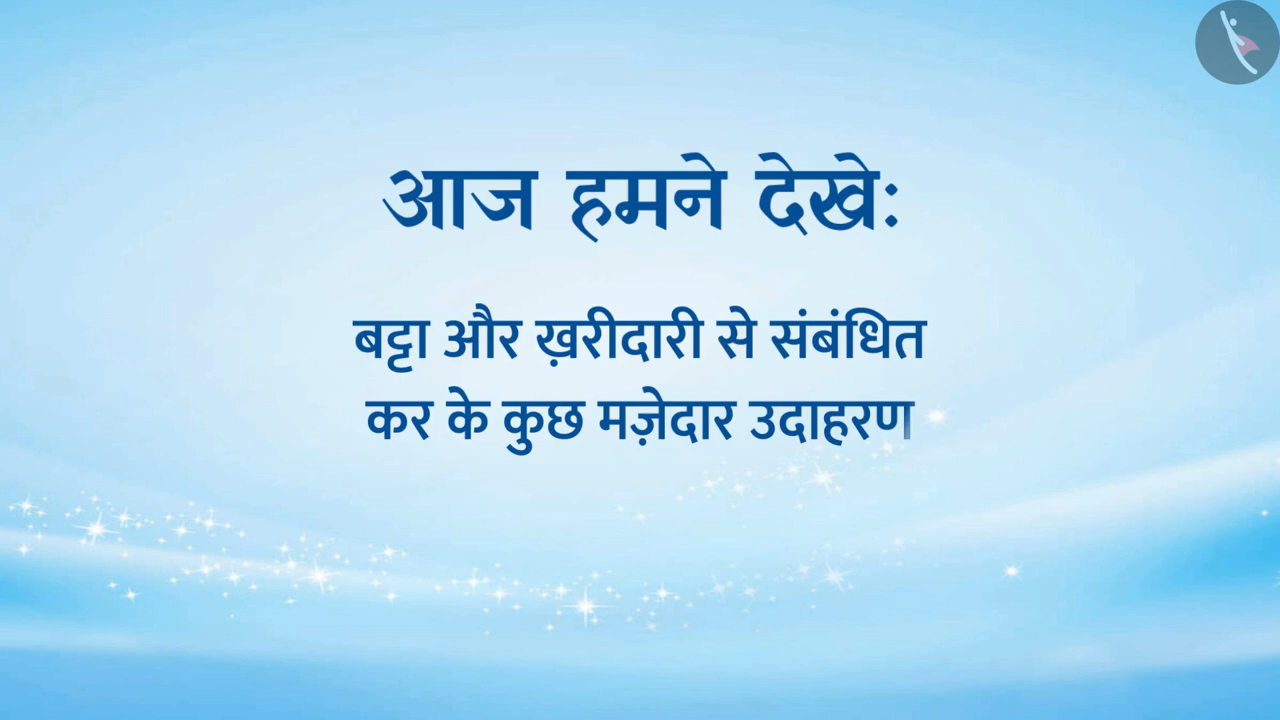 आज हमने देखेः
बट्टा और ख़रीदारी से संबंधित
कर के कुछ मज़ेदार उदाहरण